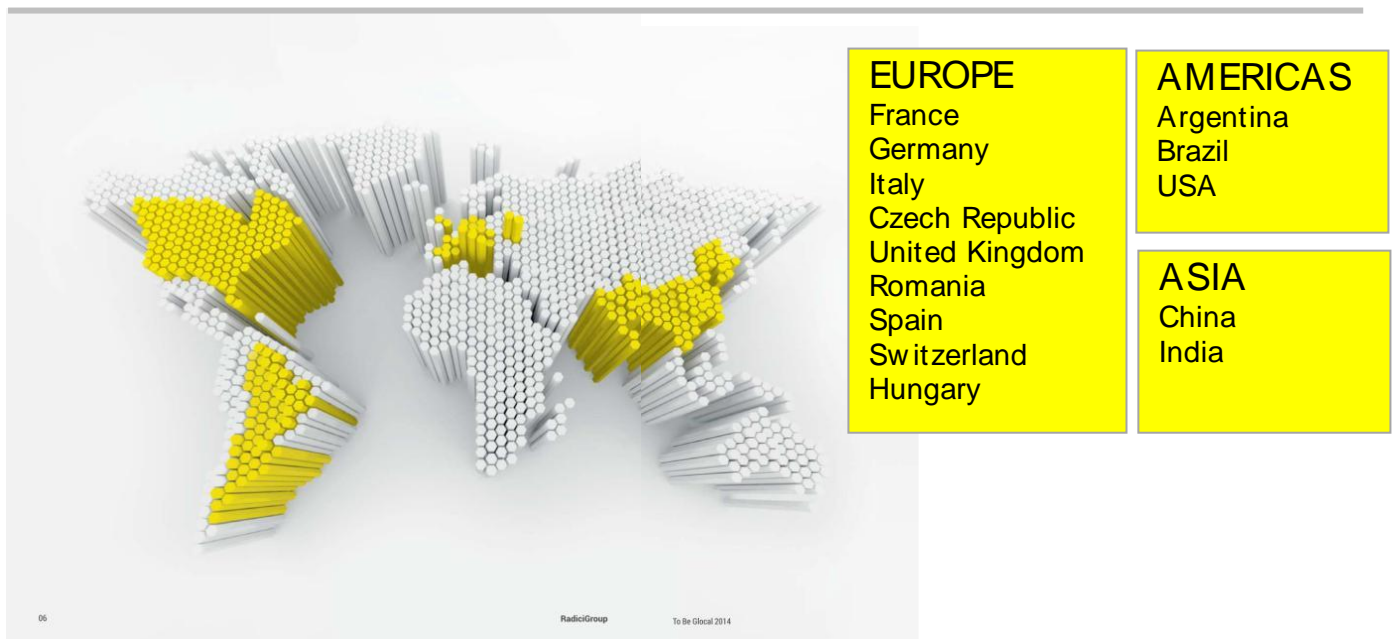 EUROPE
France
Germany
Italy
Czech Republic
United Kingdom
Romania
Spain
Switzerland
Hungary
AMERICAS
Argentina
Brazil
USA
ASIA
China
India
06
RadiciGroup
To Be Glocal 2014